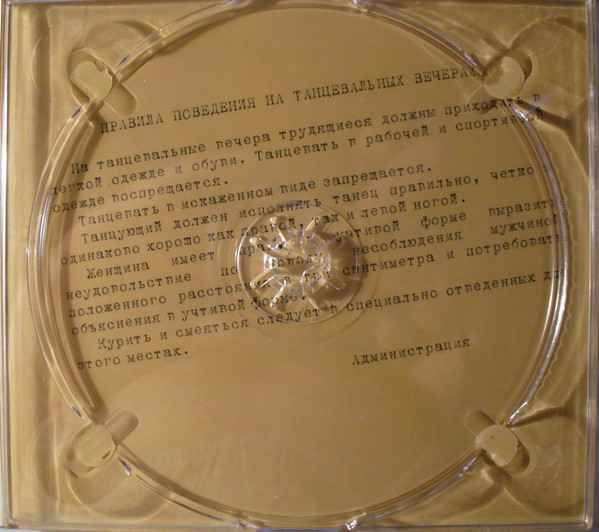 ПРАВИЛА ПОВЕДЕНИЯ НА ТАНЦЕВАЛЬНЫХ ВЕЧЕРАХ
На танцевальные вечера трудящиеся должны приходить в
легкой одежде и обуви. Танцевать в рабочей и спортивной
одежде воспрещается.
Танцевать в искаженном виде запрещается.
Танцующий должен исполнять танец правильно, четко и
одинаково хорошо как правой, так и левой ногой.
Женщина имеет право в учтивой форме выразить
неудовольствие по поводу несоблюдения мужчиной
положенного расстояния в три сантиметра и потребовать
объяснения в учтивой форме.
Курить и смеяться следует в специально отведенных для
этого местах.
Администрация